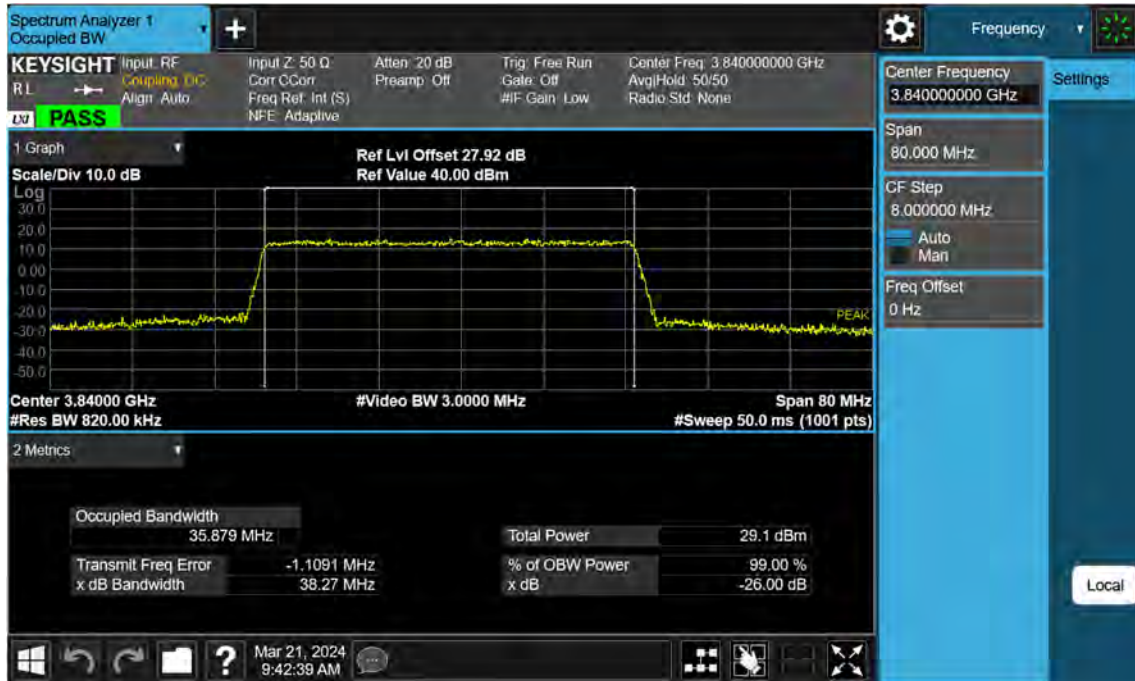 Spectrum Analyzer 1
Occupied BW
Frequency
KEYSIGHT
RL
LXI
PASS
Input: RF
Coupling: DC
Align: Auto
Input Z: 50 Ω
Corr CCorr
Freq Ref: Int (S)
NFE: Adaptive
Atten: 20 dB
Preamp: Off
Trig: Free Run
Gate: Off
#IF Gain: Low
Center Freq: 3.840000000 GHz
Avg|Hold: 50/50
Radio Std: None
Center Frequency
3.840000000 GHz
Settings
Span
80.000 MHz
CF Step
8.000000 MHz
Auto
Man
Freq Offset
0 Hz
1 Graph
Scale/Div 10.0 dB
Ref Lvl Offset 27.92 dB
Ref Value 40.00 dBm
Log
30.0
20.0
10.0
0.00
-10.0
-20.0
-30.0
-40.0
-50.0
PEAK
Center 3.84000 GHz
#Video BW 3.0000 MHz
Span 80 MHz
#Res BW 820.00 kHz
#Sweep 50.0 ms (1001 pts)
2 Metrics
Occupied Bandwidth
35.879 MHz
Total Power 29.1 dBm
Transmit Freq Error -1.1091 MHz
% of OBW Power 99.00 %
x dB Bandwidth 38.27 MHz
x dB -26.00 dB
Local
?
Mar 21, 2024
9:42:39 AM